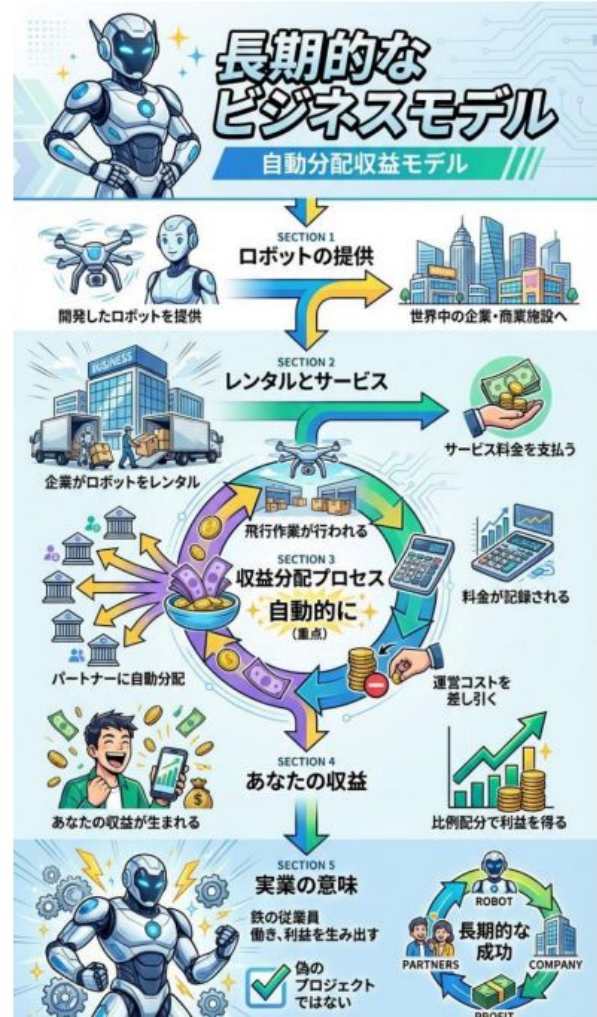 長期的な
ビジネスモデル
自動分配収益モデル
SECTION 1
ロボットの提供
開発したロボットを提供
世界中の企業・商業施設へ
SECTION 2
レンタルとサービス
BUSINESS
企業がロボットをレンタル
サービス料金を支払う
飛行作業が行われる
SECTION 3
収益分配プロセス
自動的に
(重点)
料金が記録される
パートナーに自動分配
運営コストを
差し引く
SECTION 4
あなたの収益
あなたの収益が生まれる
比例配分で利益を得る
SECTION 5
実業の意味
鉄の従業員
働き、利益を生み出す
偽の
プロジェクト
ではない
ROBOT
長期的な
成功
PARTNERS
COMPANY
PROFIT